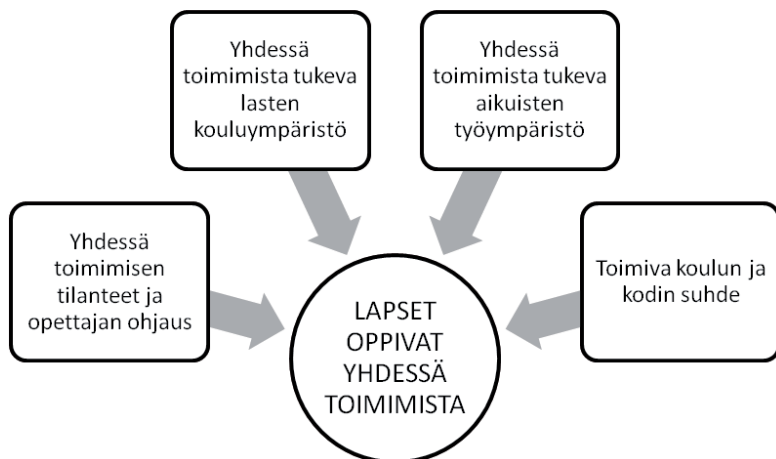 Yhdessä
toimimista tukeva
lasten
kouluympäristö
Yhdessä
toimimista tukeva
aikuisten
työympäristö
Yhdessä
toimimisen
tilanteet ja
opettajan ohjaus
Toimiva koulun ja
kodin suhde
LAPSET
OPPIVAT
YHDESSÄ
TOIMIMISTA